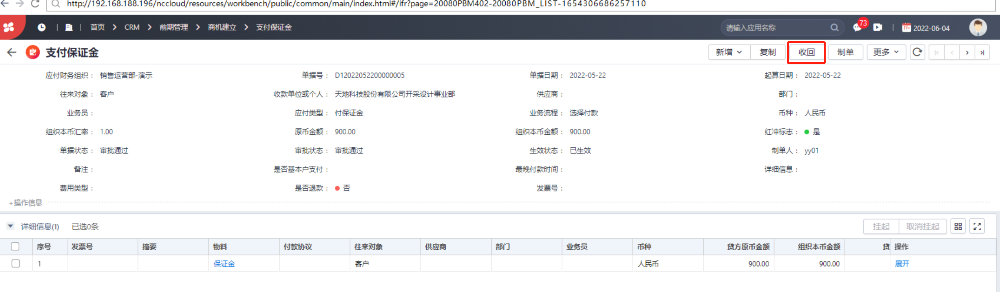 http://192.168.188.196/nccloud/resources/workbench/public/common/main/index.html#/ifr?page=20080PBM402-20080PBM_LIST-1654306686257110
首页 > CRM > 前期管理 > 商机建立 > 支付保证金 请输入应用名称 73 2022-06-04
支付保证金 新增 复制 收回 制单 更多
应付财务组织： 销售运营部-演示 单据号： D12022052200000005 单据日期： 2022-05-22 起算日期： 2022-05-22
往来对象： 客户 收款单位或个人： 天地科技股份有限公司开采设计事业部 供应商： 部门：
业务员： 应付类型： 付保证金 业务流程： 选择付款 币种： 人民币
组织本币汇率： 1.00 原币金额： 900.00 组织本币金额： 900.00 红冲标志： 是
单据状态： 审批通过 审批状态： 审批通过 生效状态： 已生效 制单人： yy01
备注： 是否基本户支付： 最晚付款时间： 详细信息：
费用类型： 是否退款： 否 发票号：
+操作信息
详细信息(1) 已选0条 挂起 取消挂起
序号 发票号 摘要 物料 付款协议 往来对象 供应商 部门 业务员 币种 贷方原币金额 组织本币金额 贷 操作
1 保证金 客户 人民币 900.00 900.00 展开